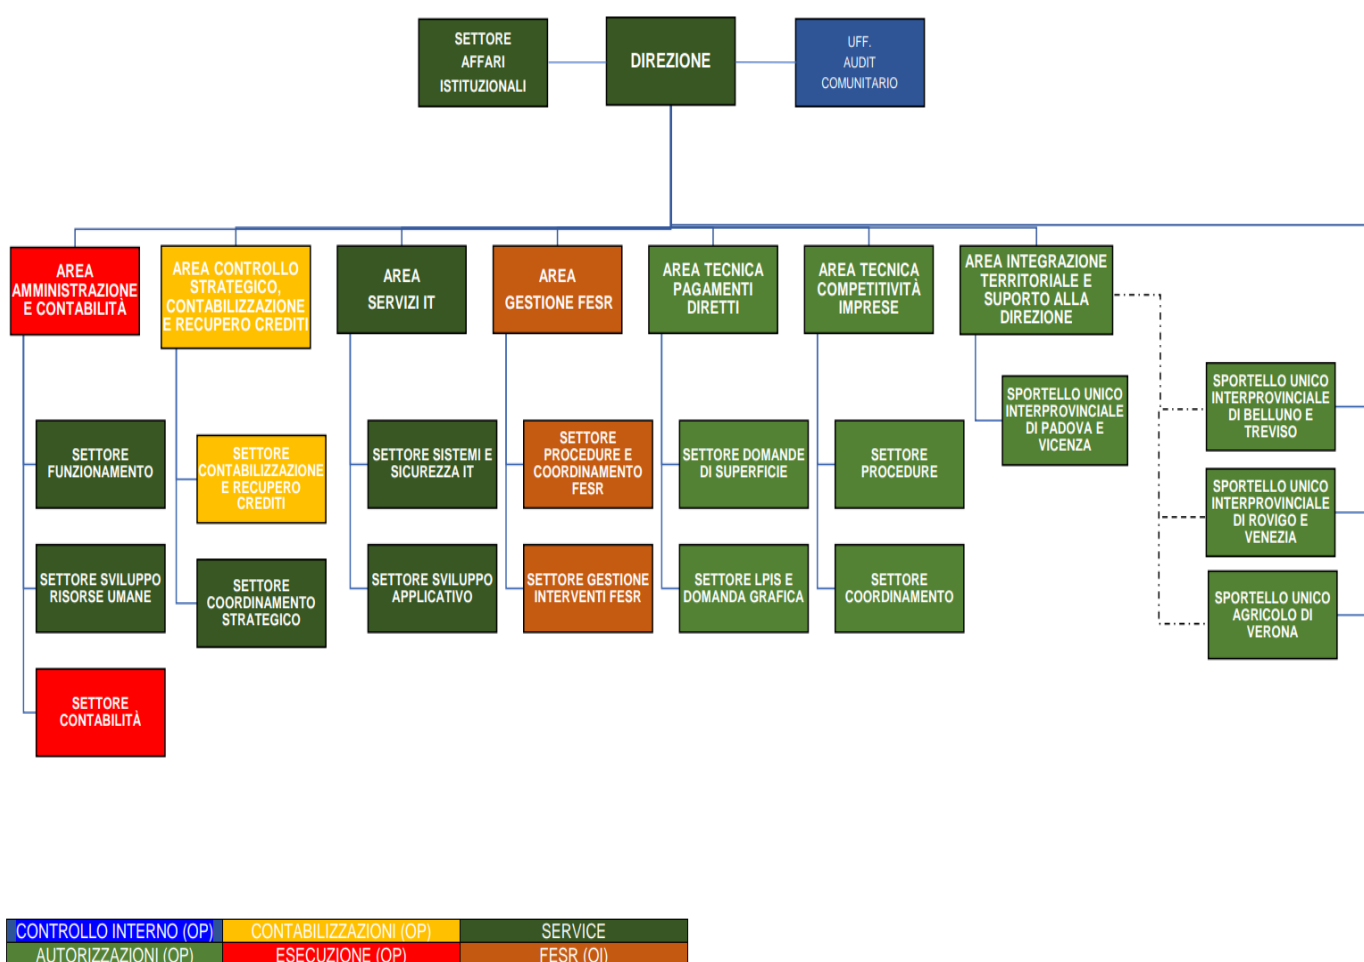 SETTORE
AFFARI
ISTITUZIONALI
DIREZIONE
UFF.
AUDIT
COMUNITARIO
AREA
AMMINISTRAZIONE
E CONTABILITÀ
AREA CONTROLLO
STRATEGICO,
CONTABILIZZAZIONE
E RECUPERO CREDITI
AREA
SERVIZI IT
AREA
GESTIONE FESR
AREA TECNICA
PAGAMENTI
DIRETTI
AREA TECNICA
COMPETITIVITÀ
IMPRESE
AREA INTEGRAZIONE
TERRITORIALE E
SUPORTO ALLA
DIREZIONE
SPORTELLO UNICO
INTERPROVINCIALE
DI PADOVA E
VICENZA
SPORTELLO UNICO
INTERPROVINCIALE
DI BELLUNO E
TREVISO
SETTORE
FUNZIONAMENTO
SETTORE
CONTABILIZZAZIONE
E RECUPERO
CREDITI
SETTORE SISTEMI E
SICUREZZA IT
SETTORE
PROCEDURE E
COORDINAMENTO
FESR
SETTORE DOMANDE
DI SUPERFICIE
SETTORE
PROCEDURE
SPORTELLO UNICO
INTERPROVINCIALE
DI ROVIGO E
VENEZIA
SETTORE SVILUPPO
RISORSE UMANE
SETTORE
COORDINAMENTO
STRATEGICO
SETTORE SVILUPPO
APPLICATIVO
SETTORE GESTIONE
INTERVENTI FESR
SETTORE LPIS E
DOMANDA GRAFICA
SETTORE
COORDINAMENTO
SPORTELLO UNICO
AGRICOLO DI
VERONA
SETTORE
CONTABILITÀ
CONTROLLO INTERNO (OP) CONTABILIZZAZIONI (OP) SERVICE
AUTORIZZAZIONI (OP) ESECUZIONE (OP) FESR (OI)